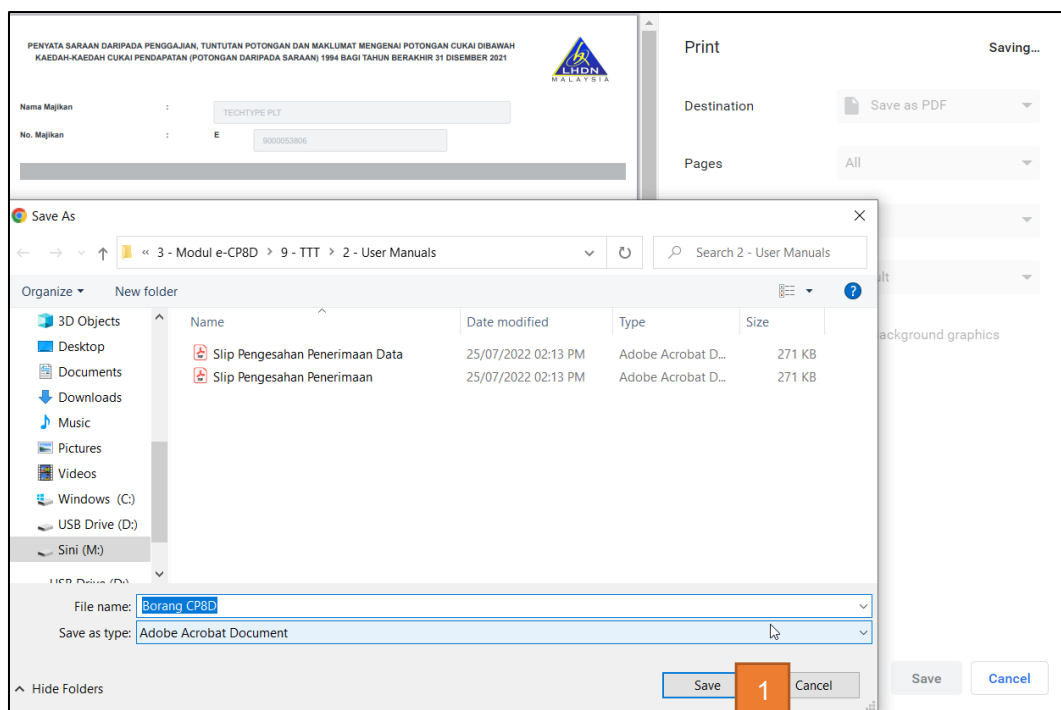 PENYATA SARAAN DARIPADA PENGGAJIAN, TUNTUTAN POTONGAN DAN MAKLUMAT MENGENAI POTONGAN CUKAI DIBAWAH
KAEDAH-KAEDAH CUKAI PENDAPATAN (POTONGAN DARIPADA SARAAN) 1994 BAGI TAHUN BERAKHIR 31 DISEMBER 2021
LHDN
MALAYSIA
Nama Majikan : TECHTYPE PLT
No. Majikan : E 9000053806
Print Saving...
Destination Save as PDF
Pages All
ult
ackground graphics
Save Cancel
Save As
« 3 - Modul e-CP8D > 9 - TTT > 2 - User Manuals Search 2 - User Manuals
Organize New folder ?
Name Date modified Type Size
Slip Pengesahan Penerimaan Data 25/07/2022 02:13 PM Adobe Acrobat D... 271 KB
Slip Pengesahan Penerimaan 25/07/2022 02:13 PM Adobe Acrobat D... 271 KB
3D Objects
Desktop
Documents
Downloads
Music
Pictures
Videos
Windows (C:)
USB Drive (D:)
Sini (M:)
USB Drive (D:)
File name: Borang CP8D
Save as type: Adobe Acrobat Document
Hide Folders Save 1 Cancel